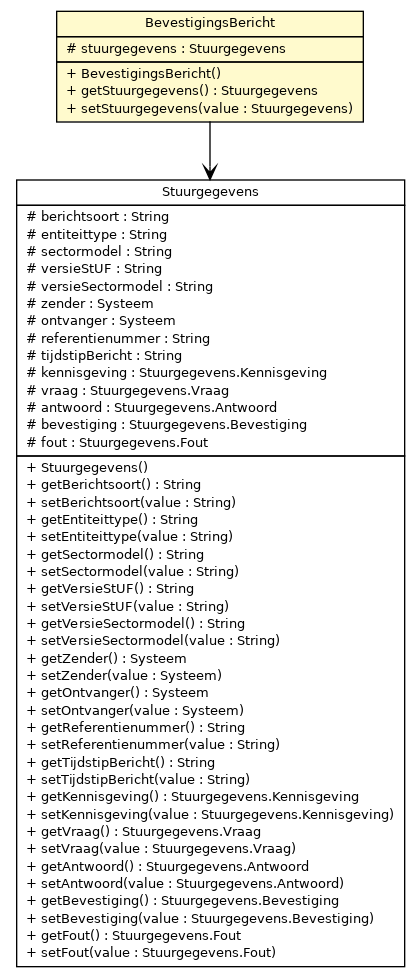 BevestigingsBericht
# stuurgegevens : Stuurgegevens
+ BevestigingsBericht()
+ getStuurgegevens() : Stuurgegevens
+ setStuurgegevens(value : Stuurgegevens)
Stuurgegevens
# berichtsoort : String
# entiteittype : String
# sectormodel : String
# versieStUF : String
# versieSectormodel : String
# zender : Systeem
# ontvanger : Systeem
# referentienummer : String
# tijdstipBericht : String
# kennisgeving : Stuurgegevens.Kennisgeving
# vraag : Stuurgegevens.Vraag
# antwoord : Stuurgegevens.Antwoord
# bevestiging : Stuurgegevens.Bevestiging
# fout : Stuurgegevens.Fout
+ Stuurgegevens()
+ getBerichtsoort() : String
+ setBerichtsoort(value : String)
+ getEntiteittype() : String
+ setEntiteittype(value : String)
+ getSectormodel() : String
+ setSectormodel(value : String)
+ getVersieStUF() : String
+ setVersieStUF(value : String)
+ getVersieSectormodel() : String
+ setVersieSectormodel(value : String)
+ getZender() : Systeem
+ setZender(value : Systeem)
+ getOntvanger() : Systeem
+ setOntvanger(value : Systeem)
+ getReferentienummer() : String
+ setReferentienummer(value : String)
+ getTijdstipBericht() : String
+ setTijdstipBericht(value : String)
+ getKennisgeving() : Stuurgegevens.Kennisgeving
+ setKennisgeving(value : Stuurgegevens.Kennisgeving)
+ getVraag() : Stuurgegevens.Vraag
+ setVraag(value : Stuurgegevens.Vraag)
+ getAntwoord() : Stuurgegevens.Antwoord
+ setAntwoord(value : Stuurgegevens.Antwoord)
+ getBevestiging() : Stuurgegevens.Bevestiging
+ setBevestiging(value : Stuurgegevens.Bevestiging)
+ getFout() : Stuurgegevens.Fout
+ setFout(value : Stuurgegevens.Fout)